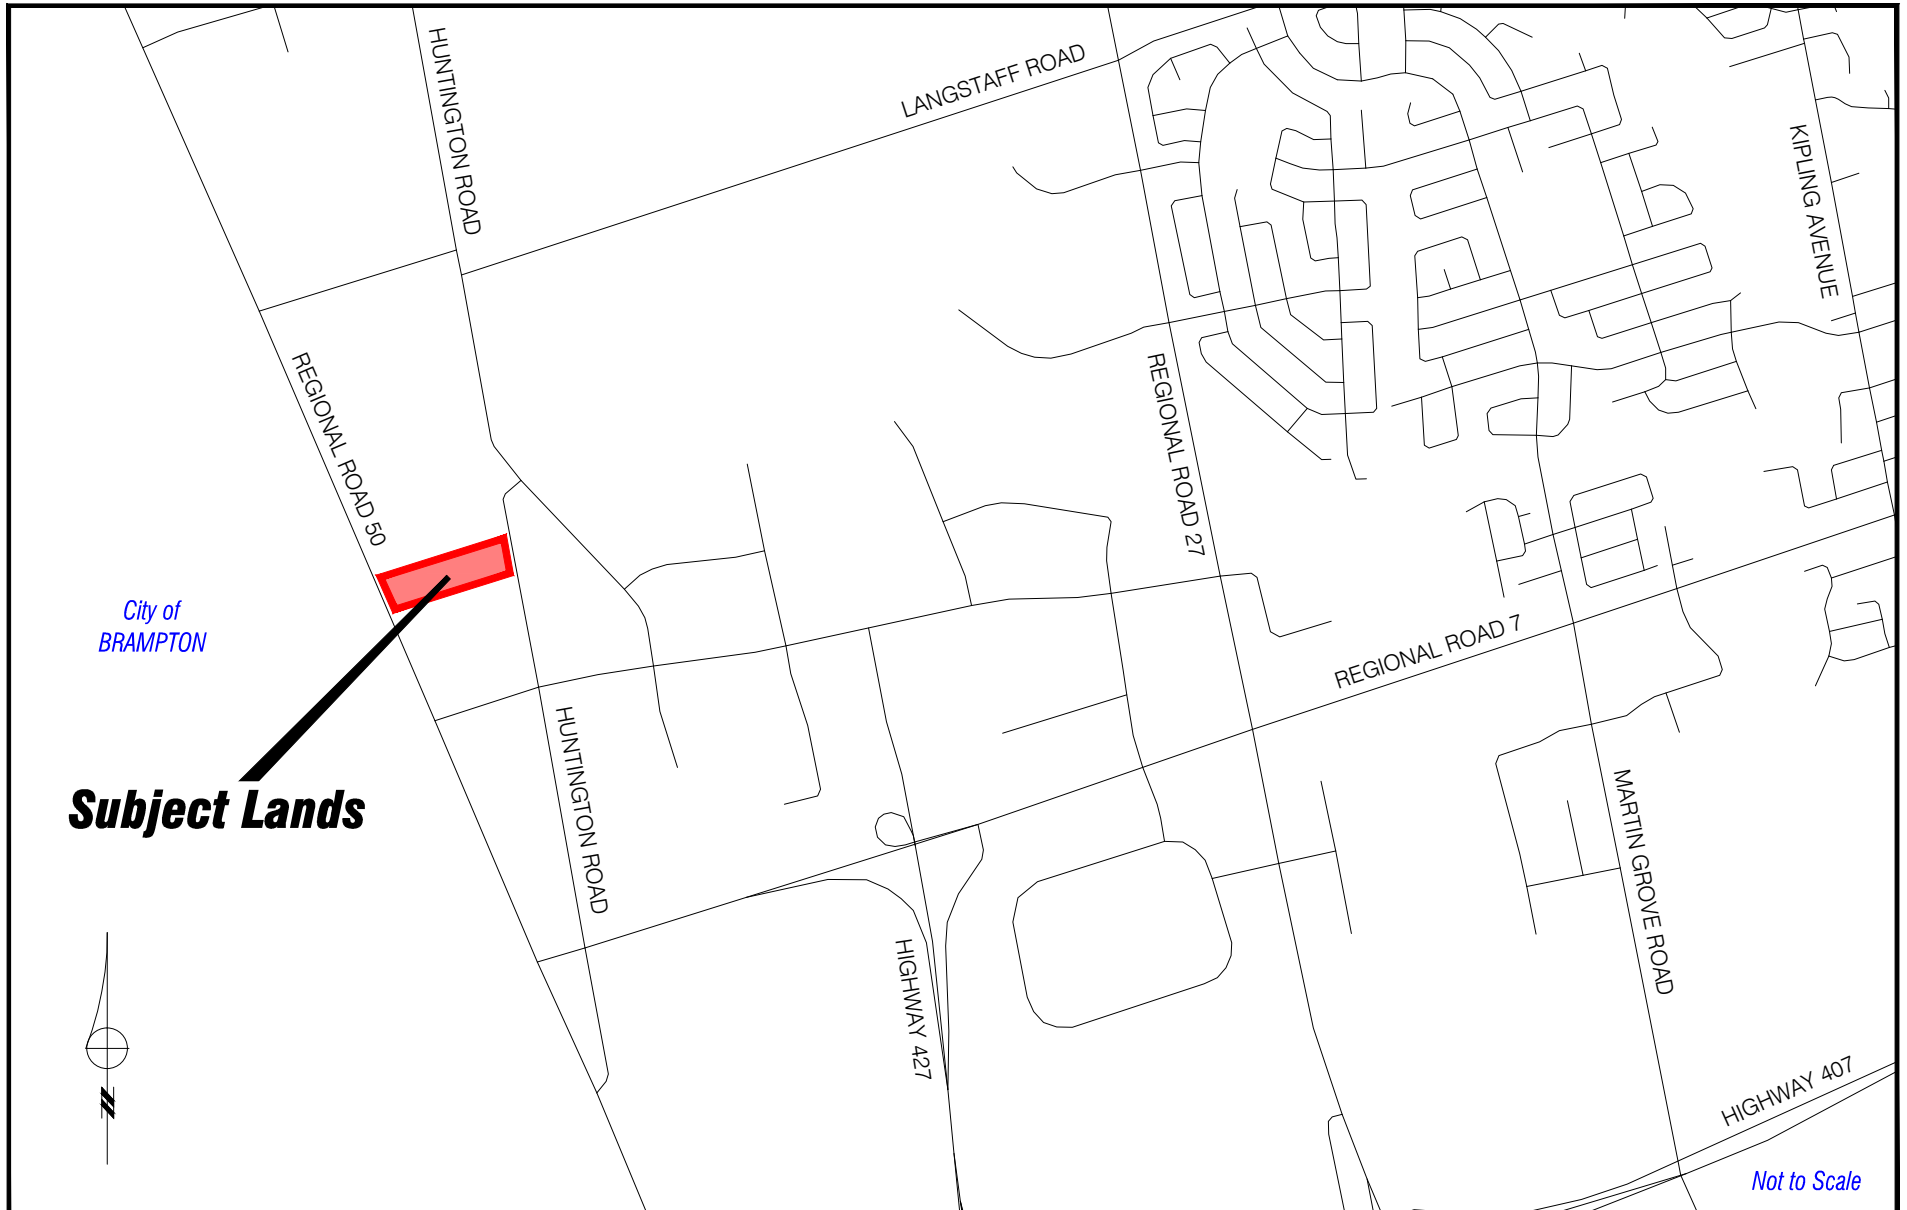 HUNTINGTON ROAD
LANGSTAFF ROAD
KIPLING AVENUE
REGIONAL ROAD 50
REGIONAL ROAD 27
City of
BRAMPTON
REGIONAL ROAD 7
HUNTINGTON ROAD
Subject Lands
MARTIN GROVE ROAD
HIGHWAY 427
HIGHWAY 407
N
Not to Scale